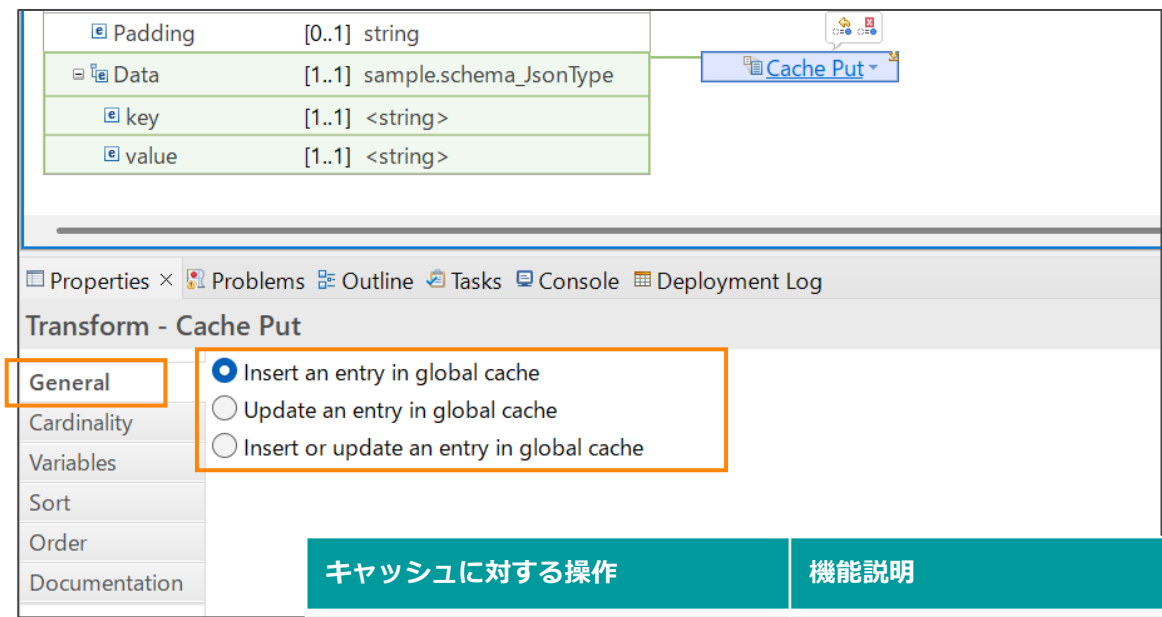 Padding [0..1] string
Data [1..1] sample.schema_JsonType
key [1..1] <string>
value [1..1] <string>
Cache Put
Properties Problems Outline Tasks Console Deployment Log
Transform - Cache Put
General
Cardinality
Variables
Sort
Order
Documentation
Insert an entry in global cache
Update an entry in global cache
Insert or update an entry in global cache
キャッシュに対する操作 機能説明